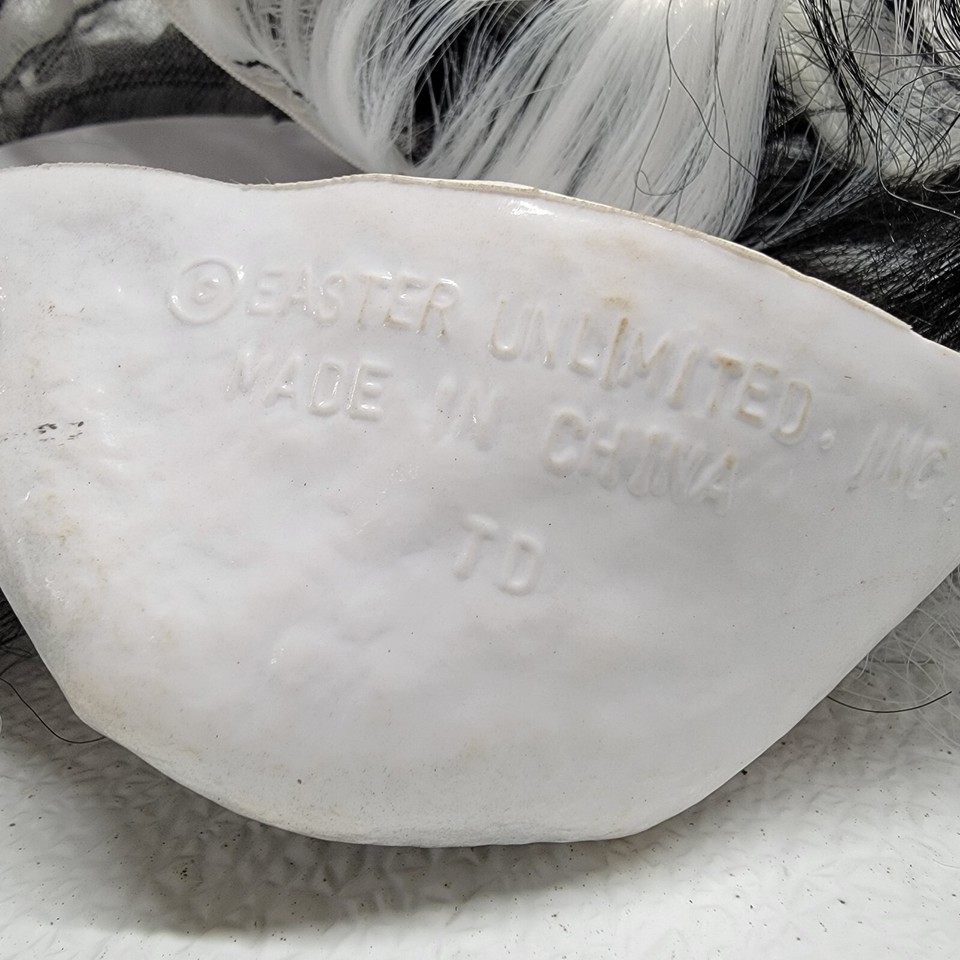 © EASTER UNLIMITED, INC.
MADE IN CHINA
TD